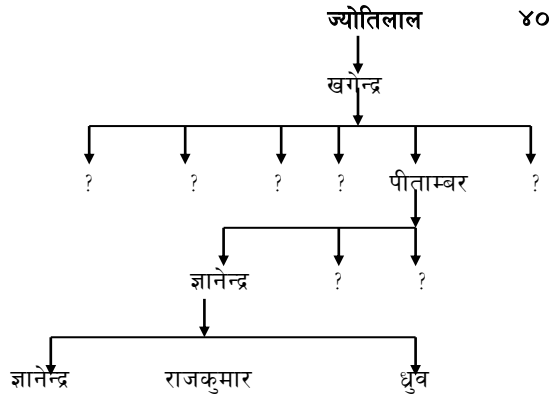 ज्योतिलाल ४०
खगेन्द्र
? ? ? ? पीताम्बर ?
ज्ञानेन्द्र ? ?
ज्ञानेन्द्र राजकुमार ध्रुव